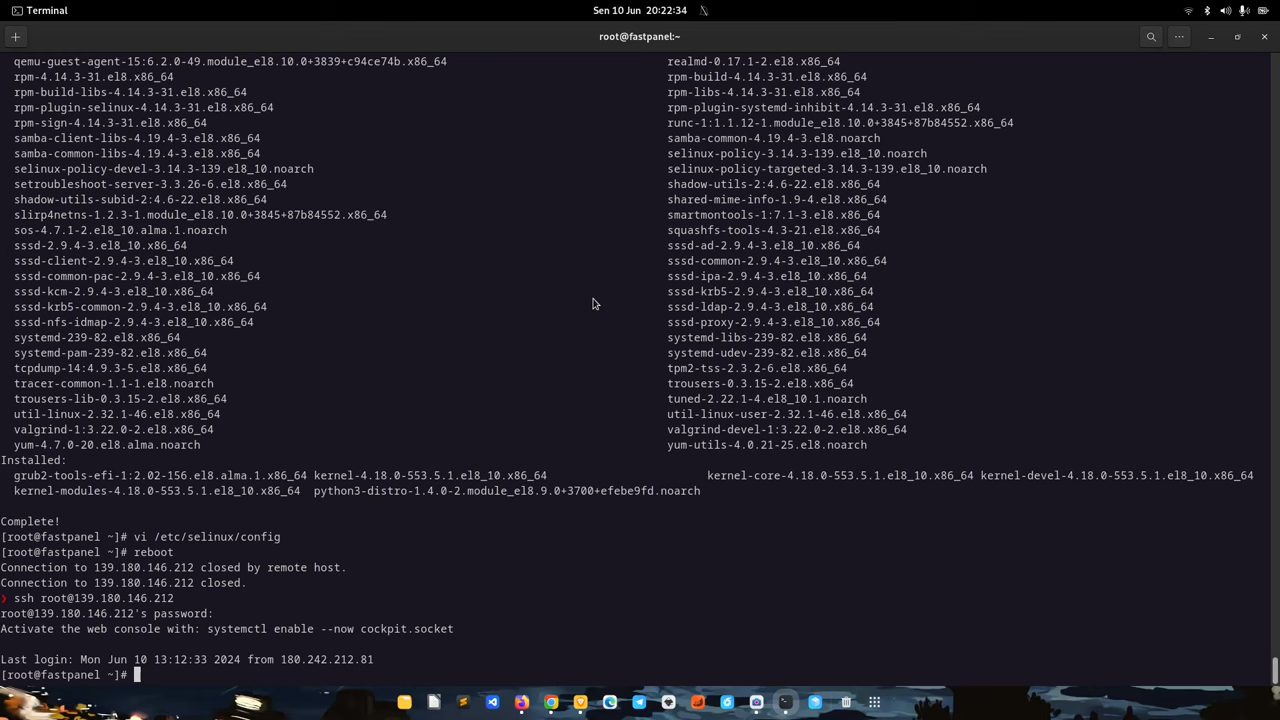 Terminal
Sen 10 Jun 20:22:34
root@fastpanel:~
qemu-guest-agent-15:6.2.0-49.module_el8.10.0+3839+c94ce74b.x86_64 realmd-0.17.1-2.el8.x86_64
rpm-4.14.3-31.el8.x86_64 rpm-build-4.14.3-31.el8.x86_64
rpm-build-libs-4.14.3-31.el8.x86_64 rpm-libs-4.14.3-31.el8.x86_64
rpm-plugin-selinux-4.14.3-31.el8.x86_64 rpm-plugin-systemd-inhibit-4.14.3-31.el8.x86_64
rpm-sign-4.14.3-31.el8.x86_64 runc-1:1.1.12-1.module_el8.10.0+3845+87b84552.x86_64
samba-client-libs-4.19.4-3.el8.x86_64 samba-common-4.19.4-3.el8.noarch
samba-common-libs-4.19.4-3.el8.x86_64 selinux-policy-3.14.3-139.el8_10.noarch
selinux-policy-devel-3.14.3-139.el8_10.noarch selinux-policy-targeted-3.14.3-139.el8_10.noarch
setroubleshoot-server-3.3.26-6.el8.x86_64 shadow-utils-2:4.6-22.el8.x86_64
shadow-utils-subid-2:4.6-22.el8.x86_64 shared-mime-info-1.9-4.el8.x86_64
slirp4netns-1.2.3-1.module_el8.10.0+3845+87b84552.x86_64 smartmontools-1:7.1-3.el8.x86_64
sos-4.7.1-2.el8_10.alma.1.noarch squashfs-tools-4.3-21.el8.x86_64
sssd-2.9.4-3.el8_10.x86_64 sssd-ad-2.9.4-3.el8_10.x86_64
sssd-client-2.9.4-3.el8_10.x86_64 sssd-common-2.9.4-3.el8_10.x86_64
sssd-common-pac-2.9.4-3.el8_10.x86_64 sssd-ipa-2.9.4-3.el8_10.x86_64
sssd-kcm-2.9.4-3.el8_10.x86_64 sssd-krb5-2.9.4-3.el8_10.x86_64
sssd-krb5-common-2.9.4-3.el8_10.x86_64 sssd-ldap-2.9.4-3.el8_10.x86_64
sssd-nfs-idmap-2.9.4-3.el8_10.x86_64 sssd-proxy-2.9.4-3.el8_10.x86_64
systemd-239-82.el8.x86_64 systemd-libs-239-82.el8.x86_64
systemd-pam-239-82.el8.x86_64 systemd-udev-239-82.el8.x86_64
tcpdump-14:4.9.3-5.el8.x86_64 tpm2-tss-2.3.2-6.el8.x86_64
tracer-common-1.1-1.el8.noarch trousers-0.3.15-2.el8.x86_64
trousers-lib-0.3.15-2.el8.x86_64 tuned-2.22.1-4.el8_10.1.noarch
util-linux-2.32.1-46.el8.x86_64 util-linux-user-2.32.1-46.el8.x86_64
valgrind-1:3.22.0-2.el8.x86_64 valgrind-devel-1:3.22.0-2.el8.x86_64
yum-4.7.0-20.el8.alma.noarch yum-utils-4.0.21-25.el8.noarch
Installed:
grub2-tools-efi-1:2.02-156.el8.alma.1.x86_64 kernel-4.18.0-553.5.1.el8_10.x86_64 kernel-core-4.18.0-553.5.1.el8_10.x86_64 kernel-devel-4.18.0-553.5.1.el8_10.x86_64
kernel-modules-4.18.0-553.5.1.el8_10.x86_64 python3-distro-1.4.0-2.module_el8.9.0+3700+efebe9fd.noarch
Complete!
[root@fastpanel ~]# vi /etc/selinux/config
[root@fastpanel ~]# reboot
Connection to 139.180.146.212 closed by remote host.
Connection to 139.180.146.212 closed.
❯ ssh root@139.180.146.212
root@139.180.146.212's password:
Activate the web console with: systemctl enable --now cockpit.socket
Last login: Mon Jun 10 13:12:33 2024 from 180.242.212.81
[root@fastpanel ~]#